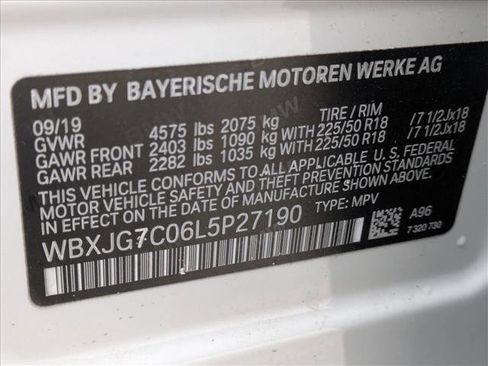 MFD BY BAYERISCHE MOTOREN WERKE AG
09/19 TIRE / RIM
GVWR 4575 lbs 2075 kg
GAWR FRONT 2403 lbs 1090 kg WITH 225/50 R18 /7 1/2Jx18
GAWR REAR 2282 lbs 1035 kg WITH 225/50 R18 /7 1/2Jx18
THIS VEHICLE CONFORMS TO ALL APPLICABLE FEDERAL
MOTOR VEHICLE SAFETY AND THEFT PREVENTION STANDARDS
IN EFFECT ON THE DATE OF MANUFACTURE SHOWN ABOVE.
WBXJG7C06L5P27190 TYPE: MPV
A96
7 320 730